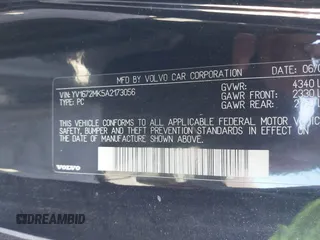 MFD. BY VOLVO CAR CORPORATION DATE: 06/
VIN: YV1672MK5A2173056 GVWR: 4340 L
TYPE: PC GAWR FRONT: 2330 L
GAWR REAR:
THIS VEHICLE CONFORMS TO ALL APPLICABLE FEDERAL MOTOR VEHIC
SAFETY, BUMPER AND THEFT PREVENTION STANDARDS IN EFFECT ON
DATE OF MANUFACTURE SHOWN ABOVE.
VOLVO
DREAMBID